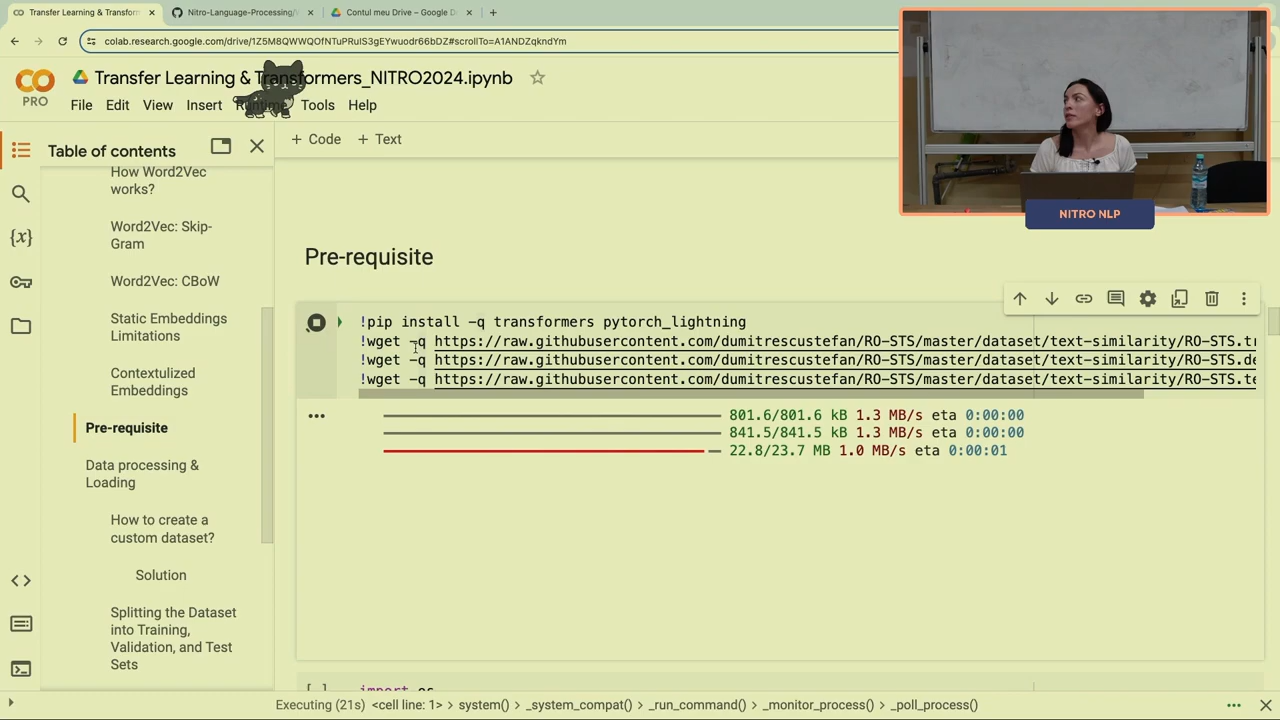 Transfer Learning & Transform
Nitro-Language-Processing/
Contul meu Drive – Google D
colab.research.google.com/drive/1Z5M8QWWQOfNTuPRuIS3gEYwuodr66bDZ#scrollTo=A1ANDZqkndYm
PRO
Transfer Learning & Transformers_NITRO2024.ipynb
File Edit View Insert Runtime Tools Help
NITRO NLP
Table of contents
+ Code + Text
How Word2Vec
works?
Word2Vec: Skip-
Gram
Word2Vec: CBoW
Static Embeddings
Limitations
Contextulized
Embeddings
Pre-requisite
Data processing &
Loading
How to create a
custom dataset?
Solution
Splitting the Dataset
into Training,
Validation, and Test
Sets
Pre-requisite
!pip install -q transformers pytorch_lightning
!wget -q https://raw.githubusercontent.com/dumitrescustefan/RO-STS/master/dataset/text-similarity/RO-STS.tr
!wget -q https://raw.githubusercontent.com/dumitrescustefan/RO-STS/master/dataset/text-similarity/RO-STS.de
!wget -q https://raw.githubusercontent.com/dumitrescustefan/RO-STS/master/dataset/text-similarity/RO-STS.te
801.6/801.6 kB 1.3 MB/s eta 0:00:00
841.5/841.5 kB 1.3 MB/s eta 0:00:00
22.8/23.7 MB 1.0 MB/s eta 0:00:01
[ ] import os
Executing (21s) <cell line: 1> > system() > _system_compat() > _run_command() > _monitor_process() > _poll_process()